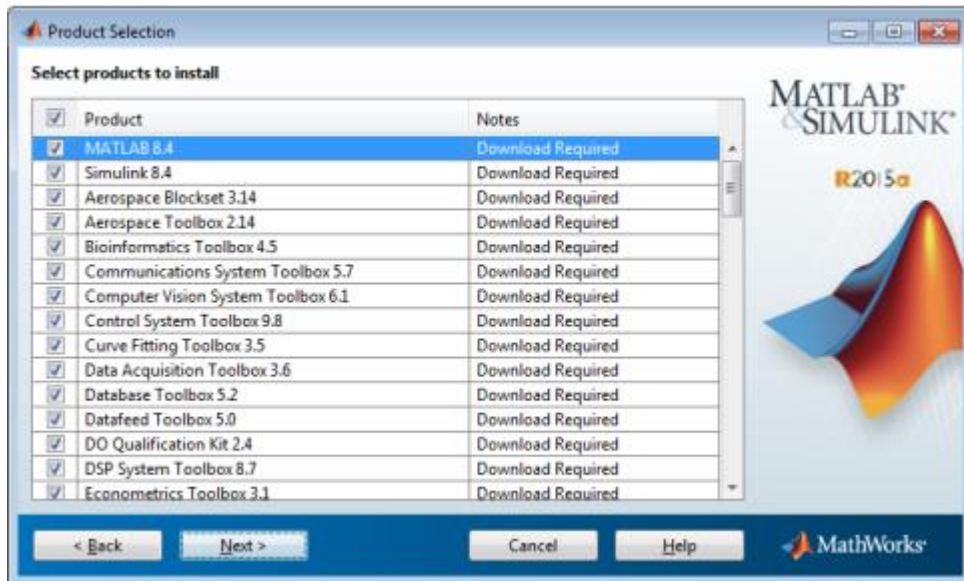 Product Selection
Select products to install
Product Notes
MATLAB 8.4 Download Required
Simulink 8.4 Download Required
Aerospace Blockset 3.14 Download Required
Aerospace Toolbox 2.14 Download Required
Bioinformatics Toolbox 4.5 Download Required
Communications System Toolbox 5.7 Download Required
Computer Vision System Toolbox 6.1 Download Required
Control System Toolbox 9.8 Download Required
Curve Fitting Toolbox 3.5 Download Required
Data Acquisition Toolbox 3.6 Download Required
Database Toolbox 5.2 Download Required
Datafeed Toolbox 5.0 Download Required
DO Qualification Kit 2.4 Download Required
DSP System Toolbox 8.7 Download Required
Econometrics Toolbox 3.1 Download Required
MATLAB®
&SIMULINK®
R2015a
< Back Next > Cancel Help MathWorks®